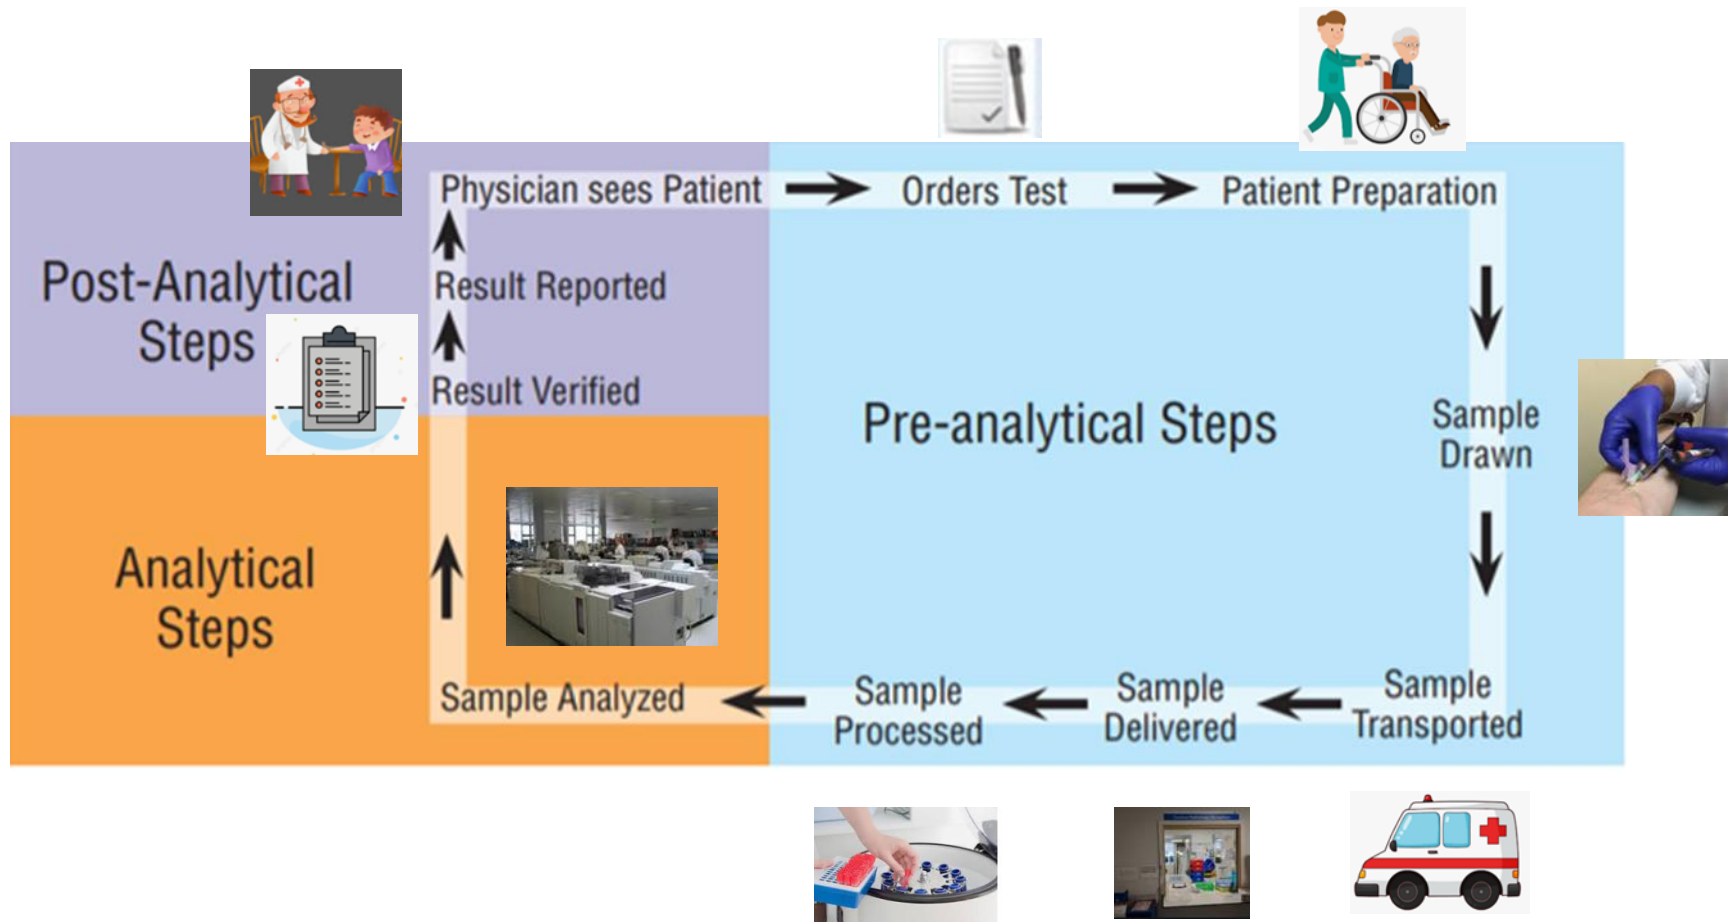 Physician sees Patient
Orders Test
Patient Preparation
Post-Analytical
Steps
Result Reported
Result Verified
Pre-analytical Steps
Sample
Drawn
Analytical
Steps
Sample Analyzed
Sample
Processed
Sample
Delivered
Sample
Transported